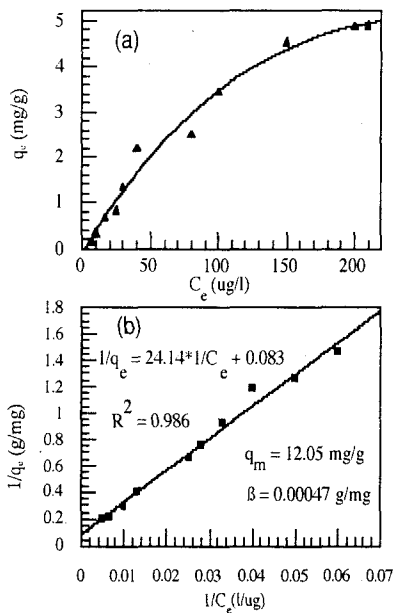 (a)
5
4
3
2
1
0
q_e (mg/g)
0 50 100 150 200
C_e (ug/l)
(b)
1.8
1.6
1.4
1.2
1
0.8
0.6
0.4
0.2
0
1/q_e (g/mg)
1/q_e = 24.14*1/C_e + 0.083
R^2 = 0.986
q_m = 12.05 mg/g
ß = 0.00047 g/mg
0 0.01 0.02 0.03 0.04 0.05 0.06 0.07
1/C_e (l/ug)